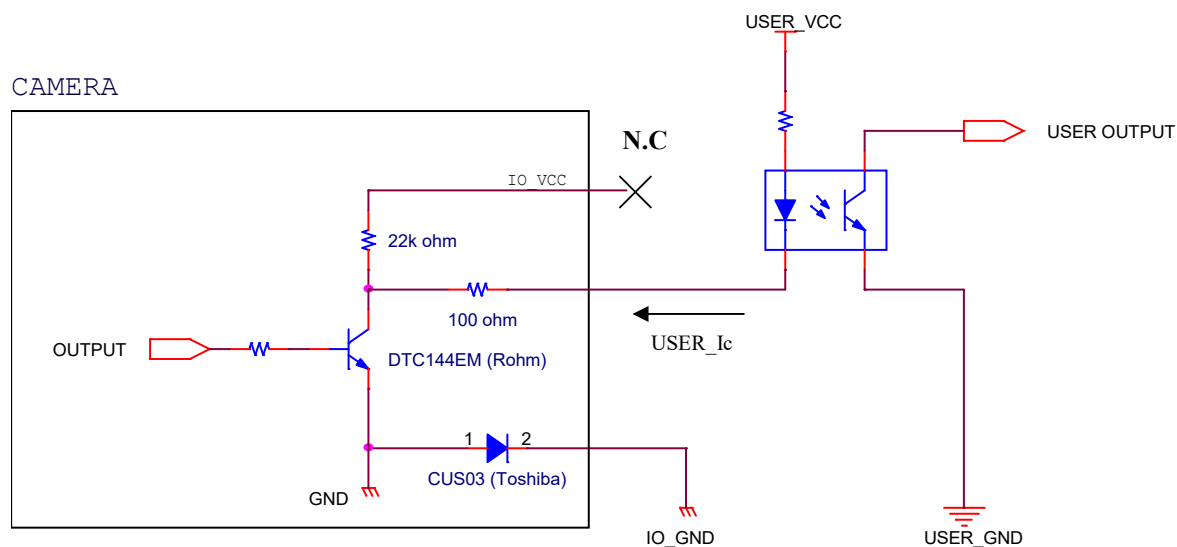 USER_VCC
CAMERA
N.C
USER OUTPUT
IO_VCC
22k ohm
100 ohm
USER_Ic
OUTPUT
DTC144EM (Rohm)
1 2
CUS03 (Toshiba)
GND
IO_GND
USER_GND